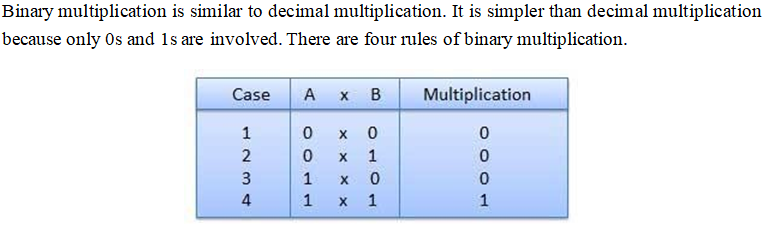 Binary multiplication is similar to decimal multiplication. It is simpler than decimal multiplication
because only 0s and 1s are involved. There are four rules of binary multiplication.
Case A x B Multiplication
1 0 x 0 0
2 0 x 1 0
3 1 x 0 0
4 1 x 1 1